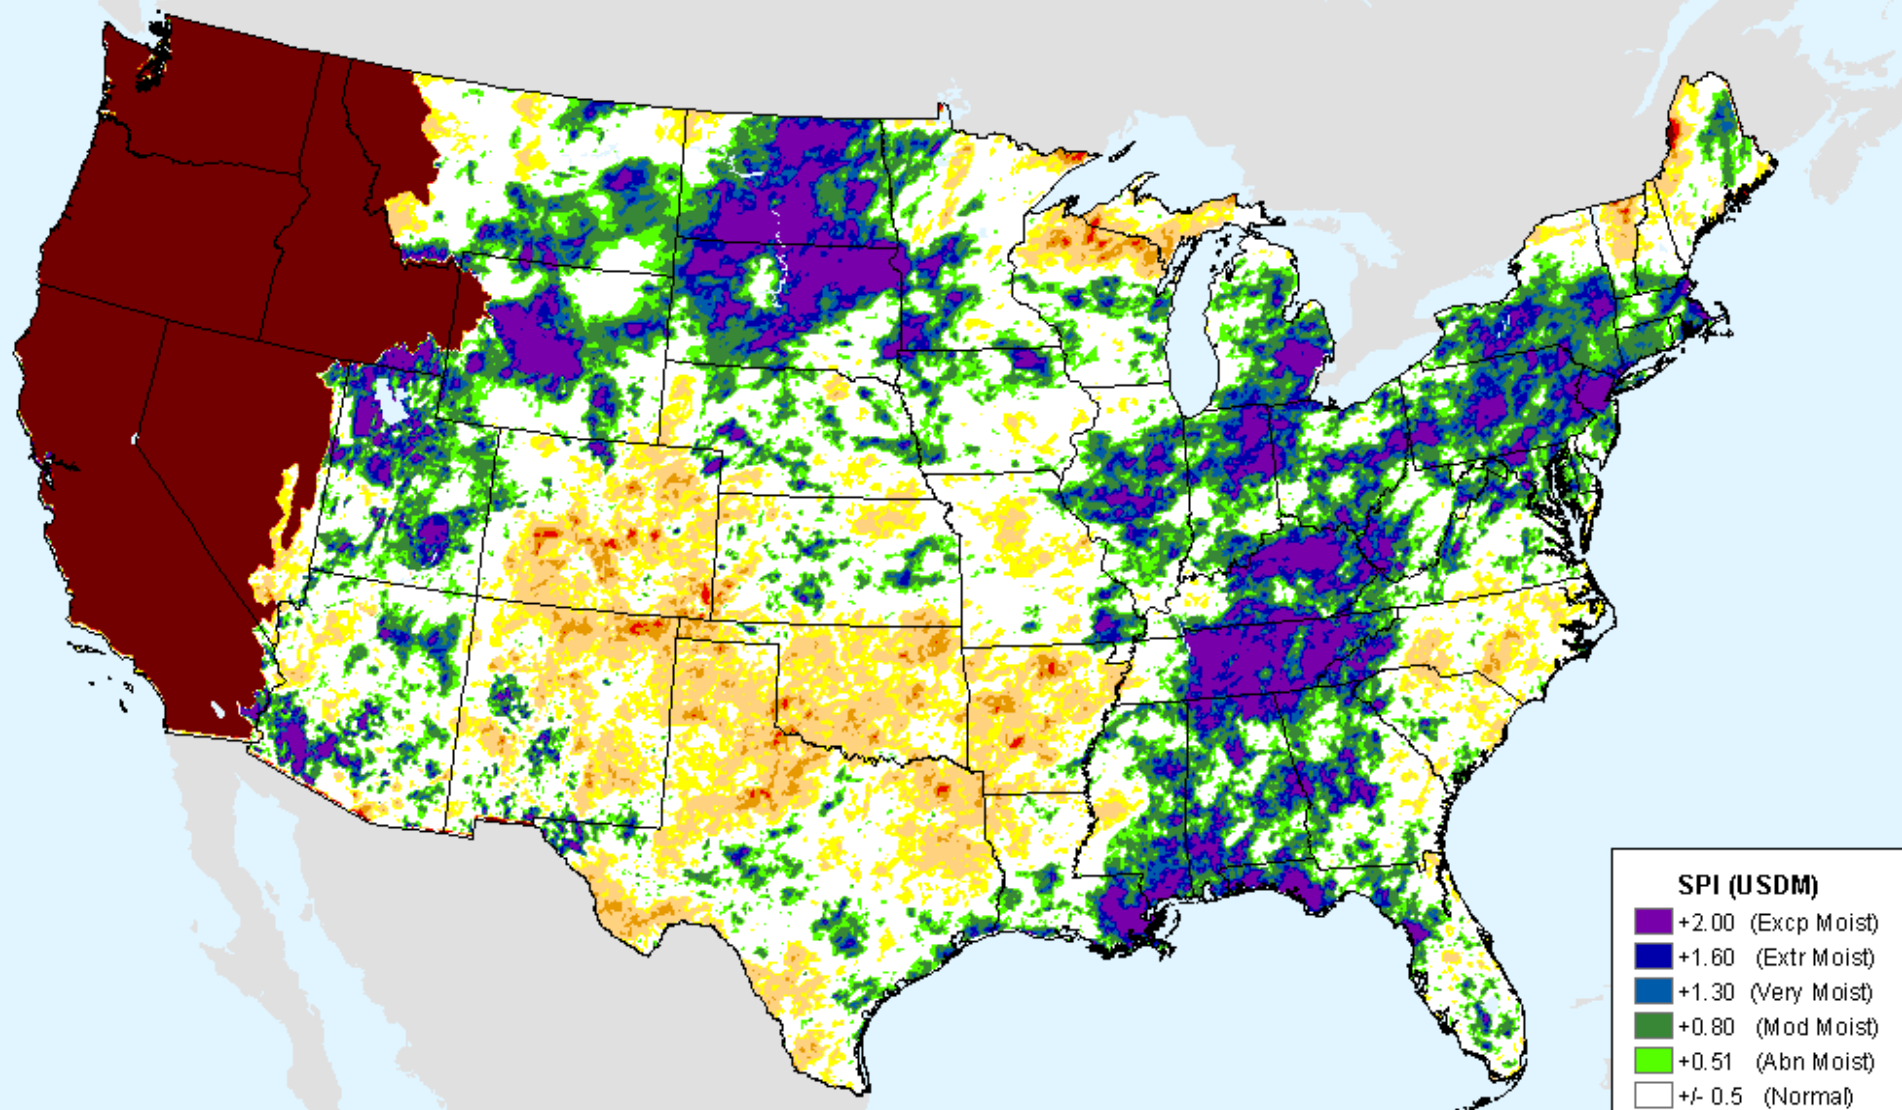 SPI (USDM)
+2.00 (Excp Moist)
+1.60 (Extr Moist)
+1.30 (Very Moist)
+0.80 (Mod Moist)
+0.51 (Abn Moist)
+/- 0.5 (Normal)